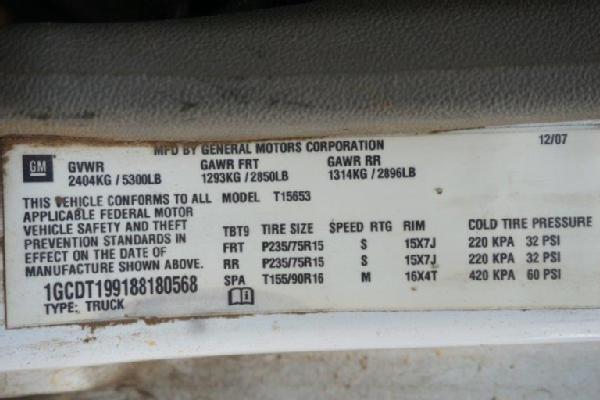 MFD BY GENERAL MOTORS CORPORATION 12/07
GM GVWR GAWR FRT GAWR RR
2404KG / 5300LB 1293KG / 2850LB 1314KG / 2896LB
THIS VEHICLE CONFORMS TO ALL MODEL T15653
APPLICABLE FEDERAL MOTOR
VEHICLE SAFETY AND THEFT
PREVENTION STANDARDS IN
EFFECT ON THE DATE OF
MANUFACTURE SHOWN ABOVE.
TBT9 TIRE SIZE SPEED RTG RIM COLD TIRE PRESSURE
FRT P235/75R15 S 15X7J 220 KPA 32 PSI
RR P235/75R15 S 15X7J 220 KPA 32 PSI
SPA T155/90R16 M 16X4T 420 KPA 60 PSI
1GCDT199188180568
TYPE: TRUCK